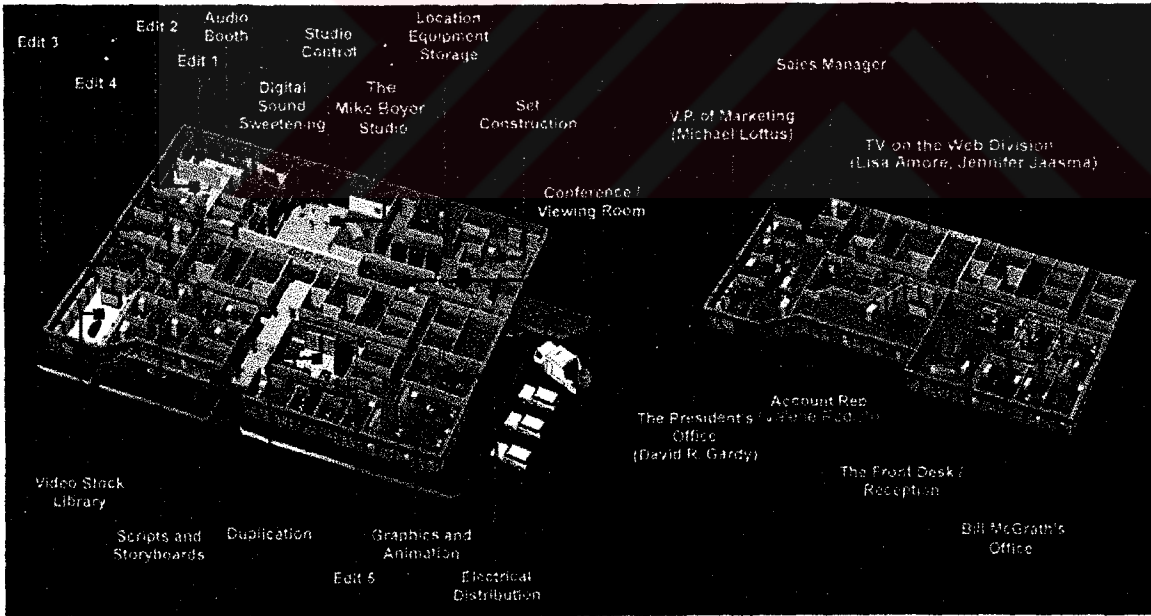 Edit 3
Edit 2
Audio
Booth
Edit 4
Edit 1
Studio
Control
Location
Equipment
Storage
Digital
Sound
Sweetening
The
Mike Boyer
Studio
Set
Construction
Conference /
Viewing Room
Sales Manager
V.P. of Marketing
(Michael Loftus)
TV on the Web Division
(Lisa Amore, Jennifer Jaasma)
Video Stock
Library
Scripts and
Storyboards
Duplication
Graphics and
Animation
Edit 5
Electrical
Distribution
The President's
Office
(David R. Gardy)
Account Rep
The Front Desk /
Reception
Bill McGrath's
Office